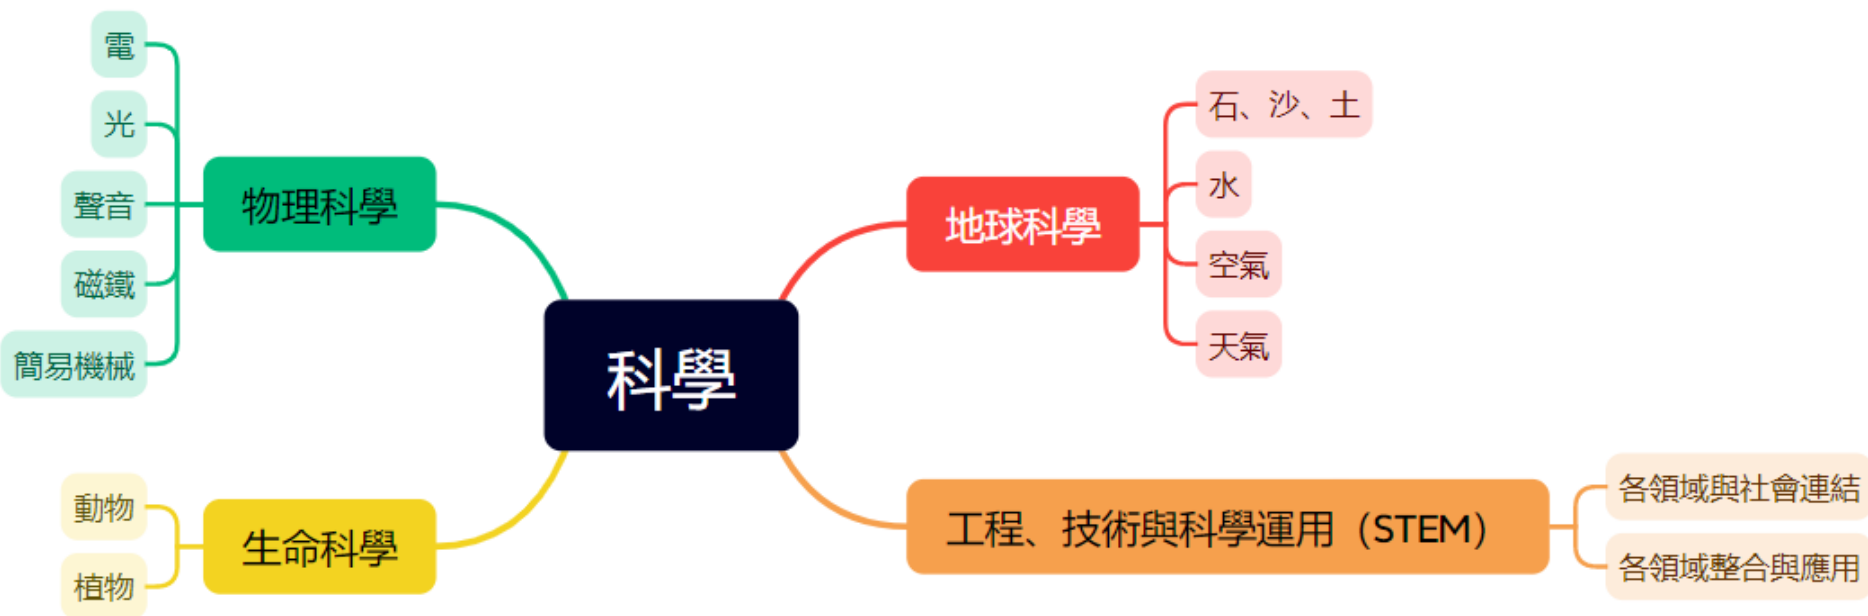 科學
物理科學
電
光
聲音
磁鐵
簡易機械
生命科學
動物
植物
地球科學
石、沙、土
水
空氣
天氣
工程、技術與科學運用（STEM）
各領域與社會連結
各領域整合與應用